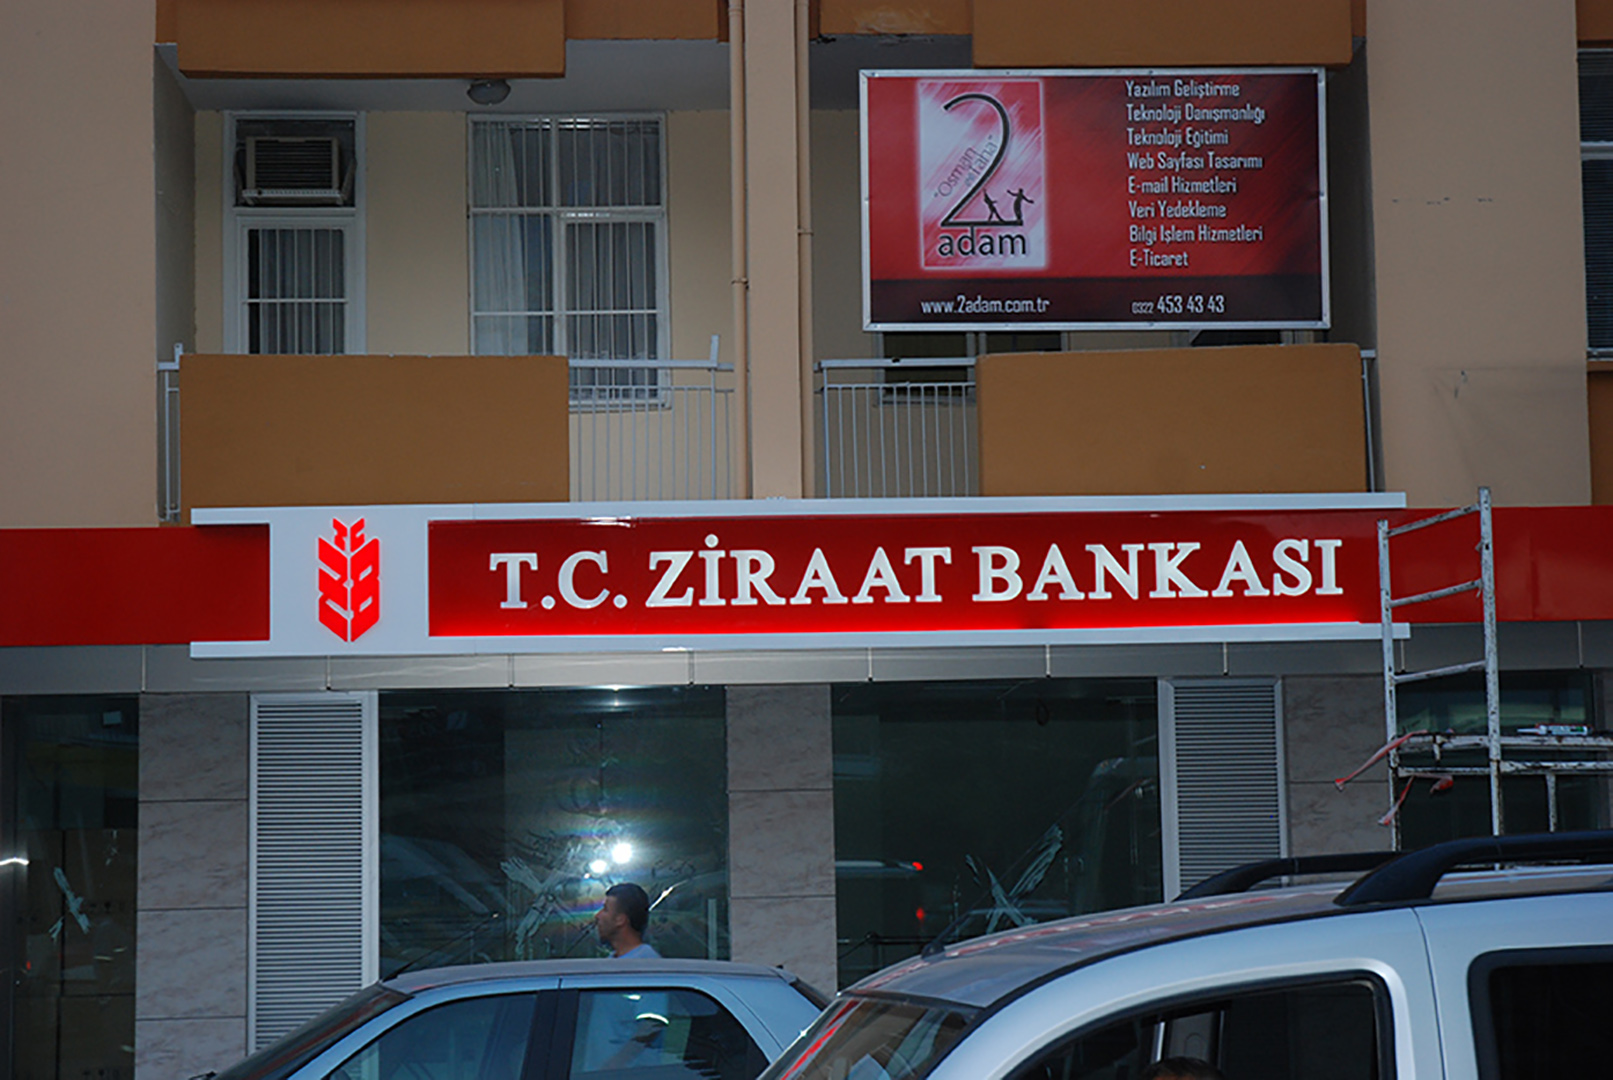 Yazılım Geliştirme
Teknoloji Danışmanlığı
Teknoloji Eğitimi
Web Sayfası Tasarımı
E-mail Hizmetleri
Veri Yedekleme
Bilgi İşlem Hizmetleri
E-Ticaret
2
"Osman
taha"
adam
www.2adam.com.tr
0322 453 43 43
T.C. ZİRAAT BANKASI